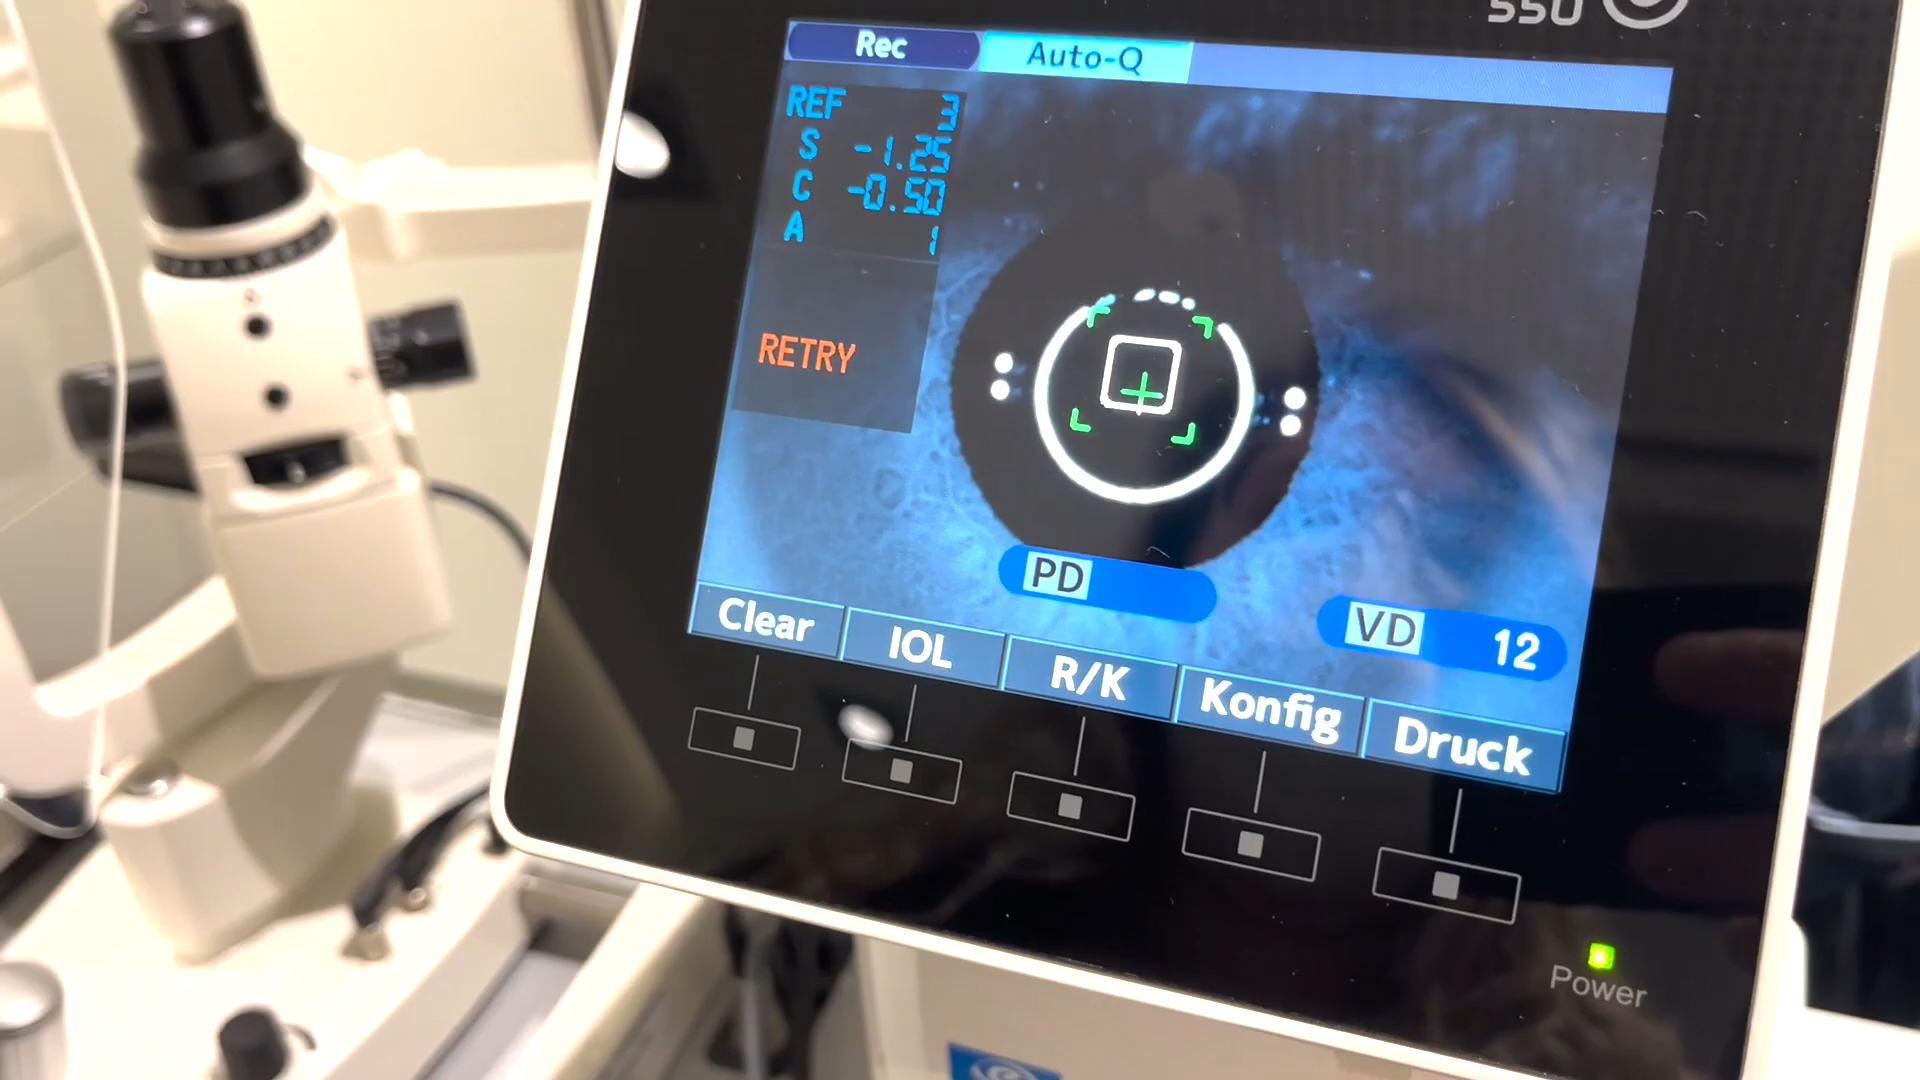 550
Rec Auto-Q
REF 3
S -1.25
C -0.50
A 1
RETRY
PD
VD 12
Clear IOL R/K Konfig Druck
Power